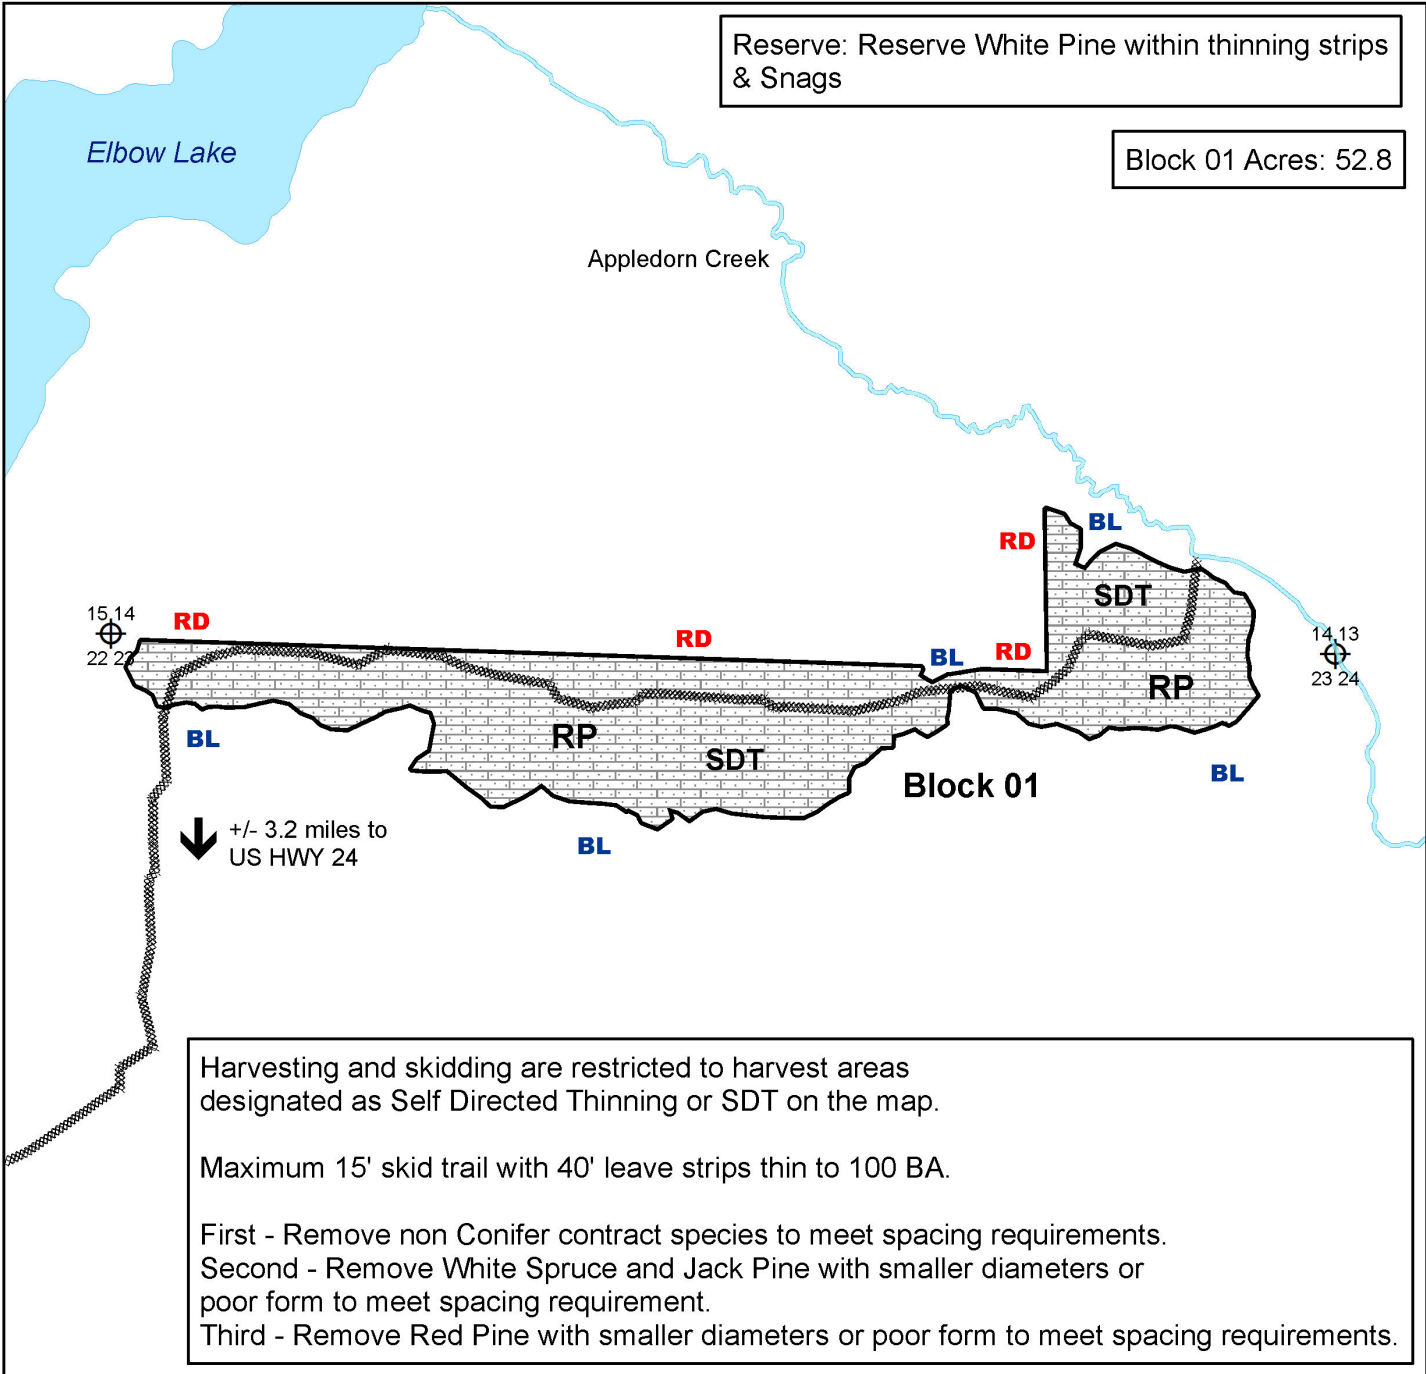 Reserve: Reserve White Pine within thinning strips
& Snags
Block 01 Acres: 52.8
Elbow Lake
Appledorn Creek
BL
RD
SDT
15 14
22 23
RD
RD
BL
RD
14 13
23 24
RP
BL
RP
SDT
Block 01
BL
BL
+/- 3.2 miles to
US HWY 24
Harvesting and skidding are restricted to harvest areas
designated as Self Directed Thinning or SDT on the map.
Maximum 15' skid trail with 40' leave strips thin to 100 BA.
First - Remove non Conifer contract species to meet spacing requirements.
Second - Remove White Spruce and Jack Pine with smaller diameters or
poor form to meet spacing requirement.
Third - Remove Red Pine with smaller diameters or poor form to meet spacing requirements.